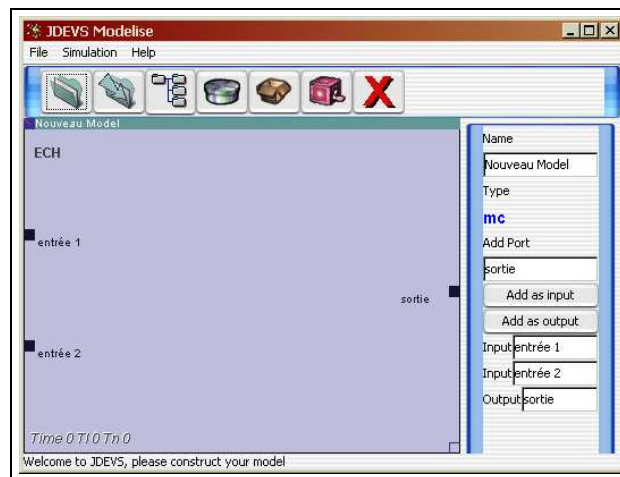 JDEVS Modelise
File Simulation Help
Nouveau Model
ECH
entrée 1
sortie
entrée 2
Time 0 Tl 0 Tn 0
Name
Nouveau Model
Type
mc
Add Port
sortie
Add as input
Add as output
Input entrée 1
Input entrée 2
Output sortie
Welcome to JDEVS, please construct your model